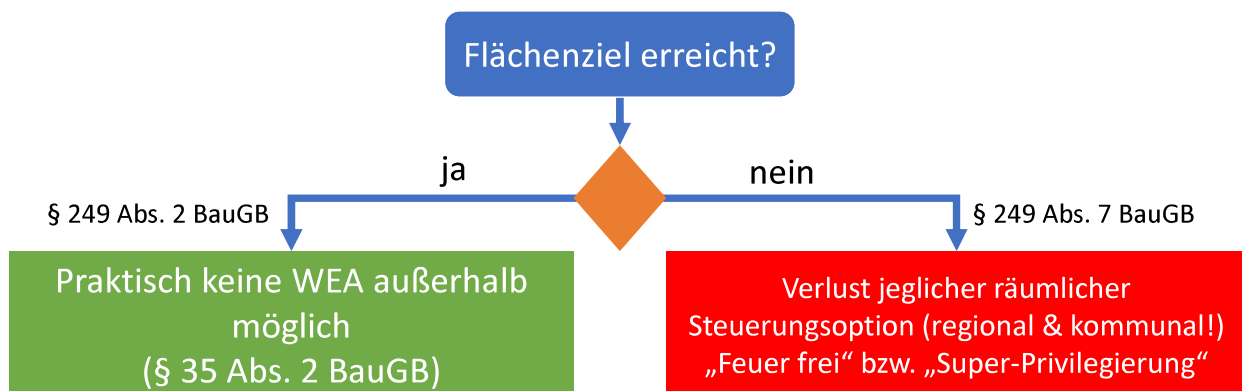 Flächenziel erreicht?
ja
nein
§ 249 Abs. 2 BauGB
§ 249 Abs. 7 BauGB
Praktisch keine WEA außerhalb
möglich
(§ 35 Abs. 2 BauGB)
Verlust jeglicher räumlicher
Steuerungsoption (regional & kommunal!)
„Feuer frei“ bzw. „Super-Privilegierung“